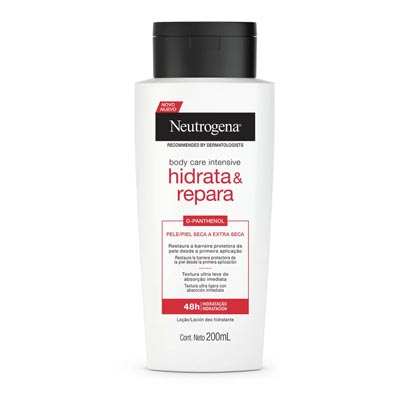 NOVO
NUEVO
Neutrogena®
RECOMMENDED BY DERMATOLOGISTS
body care intensive
hidrata&
repara
D-PANTHENOL
PELE/PIEL SECA A EXTRA SECA
Restaura a barreira protetora da
pele desde a primeira aplicação
Restaura la barrera protectora de
la piel desde la primera aplicación
Textura ultra leve de
absorção imediata
Textura ultra ligera con
absorción inmediata
48h HIDRATAÇÃO
HIDRATACIÓN
Loção/Loción deo hidratante
Cont. Neto 200mL